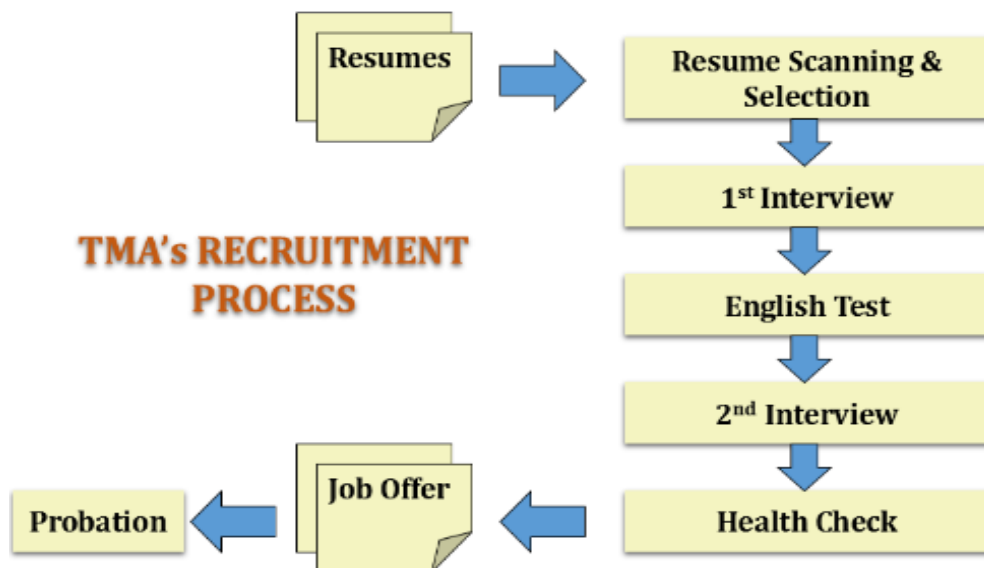 Resumes
Resume Scanning &
Selection
1st Interview
TMA's RECRUITMENT
PROCESS
English Test
2nd Interview
Probation
Job Offer
Health Check